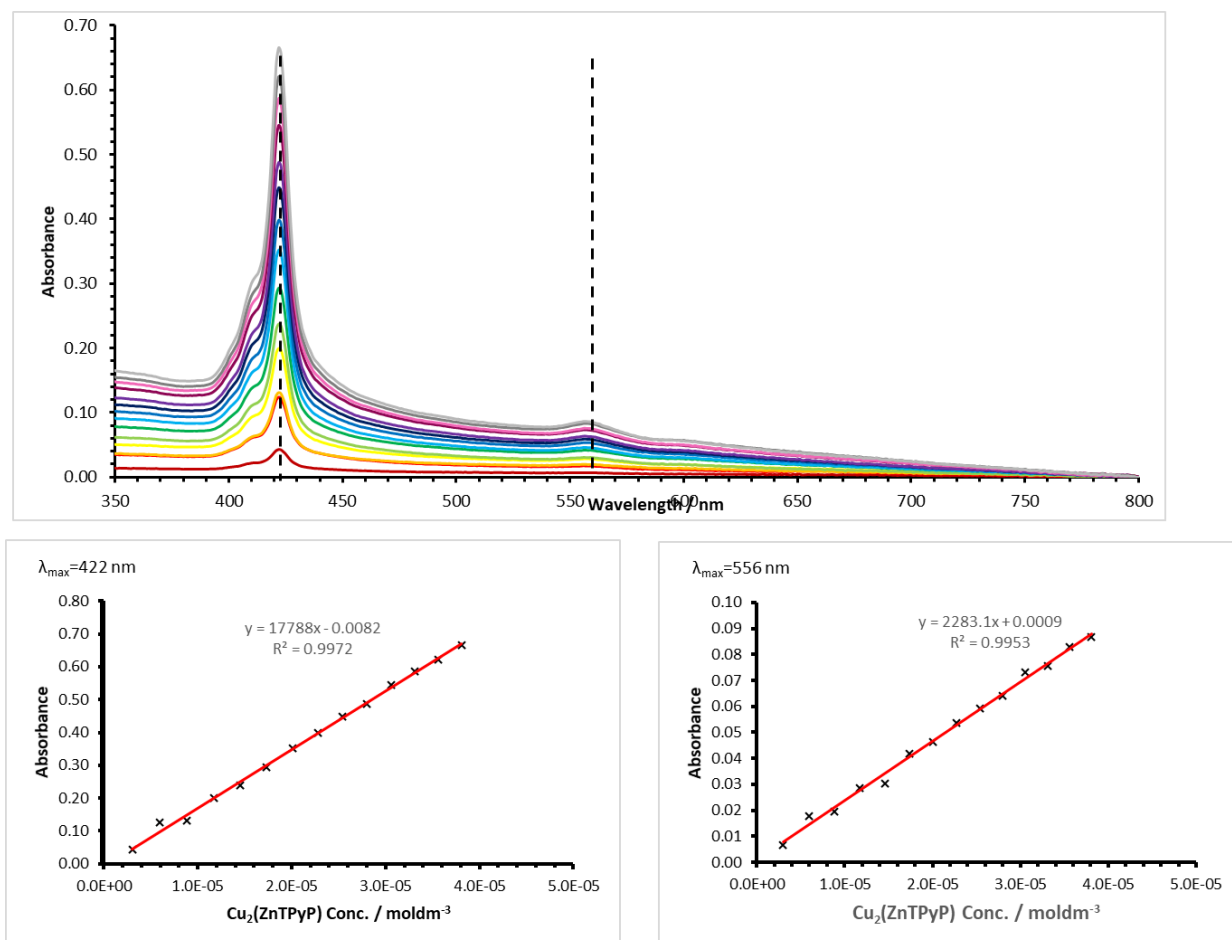 0.70
0.60
0.50
0.40
0.30
0.20
0.10
0.00
Absorbance
350 400 450 500 550 600 650 700 750 800
Wavelength / nm
λmax=422 nm
0.80
0.70
0.60
0.50
0.40
0.30
0.20
0.10
0.00
Absorbance
y = 17788x - 0.0082
R² = 0.9972
0.0E+00 1.0E-05 2.0E-05 3.0E-05 4.0E-05 5.0E-05
Cu₂(ZnTPyP) Conc. / moldm⁻³
λmax=556 nm
0.10
0.09
0.08
0.07
0.06
0.05
0.04
0.03
0.02
0.01
0.00
Absorbance
y = 2283.1x + 0.0009
R² = 0.9953
0.0E+00 1.0E-05 2.0E-05 3.0E-05 4.0E-05 5.0E-05
Cu₂(ZnTPyP) Conc. / moldm⁻³